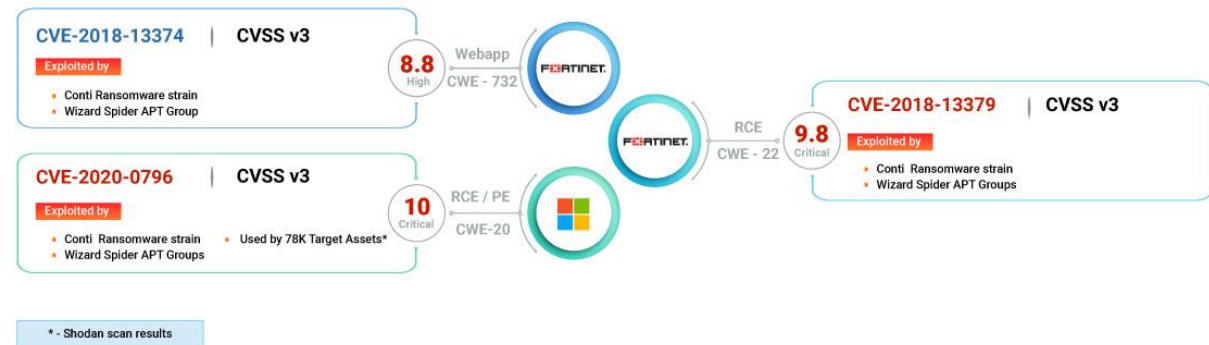 CVE-2018-13374 | CVSS v3
Exploited by
Conti Ransomware strain
Wizard Spider APT Group
8.8
High
Webapp
CWE - 732
FORTINET
CVE-2018-13379 | CVSS v3
Exploited by
Conti Ransomware strain
Wizard Spider APT Groups
9.8
Critical
RCE
CWE - 22
FORTINET
CVE-2020-0796 | CVSS v3
Exploited by
Conti Ransomware strain
Wizard Spider APT Groups
Used by 78K Target Assets*
10
Critical
RCE / PE
CWE-20
* - Shodan scan results